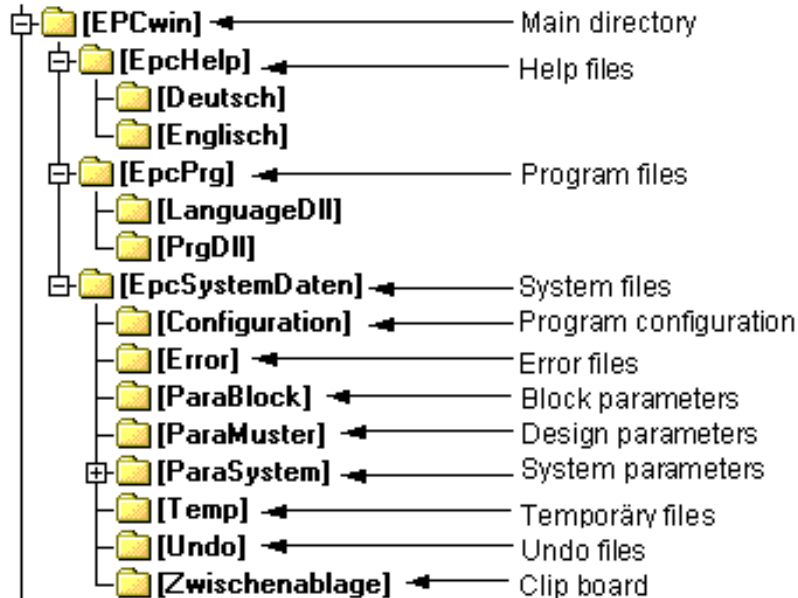 [EPCwin] Main directory
[EpcHelp] Help files
[Deutsch]
[Englisch]
[EpcPrg] Program files
[LanguageDll]
[PrgDll]
[EpcSystemDaten] System files
[Configuration] Program configuration
[Error] Error files
[ParaBlock] Block parameters
[ParaMuster] Design parameters
[ParaSystem] System parameters
[Temp] Temporäry files
[Undo] Undo files
[Zwischenablage] Clip board